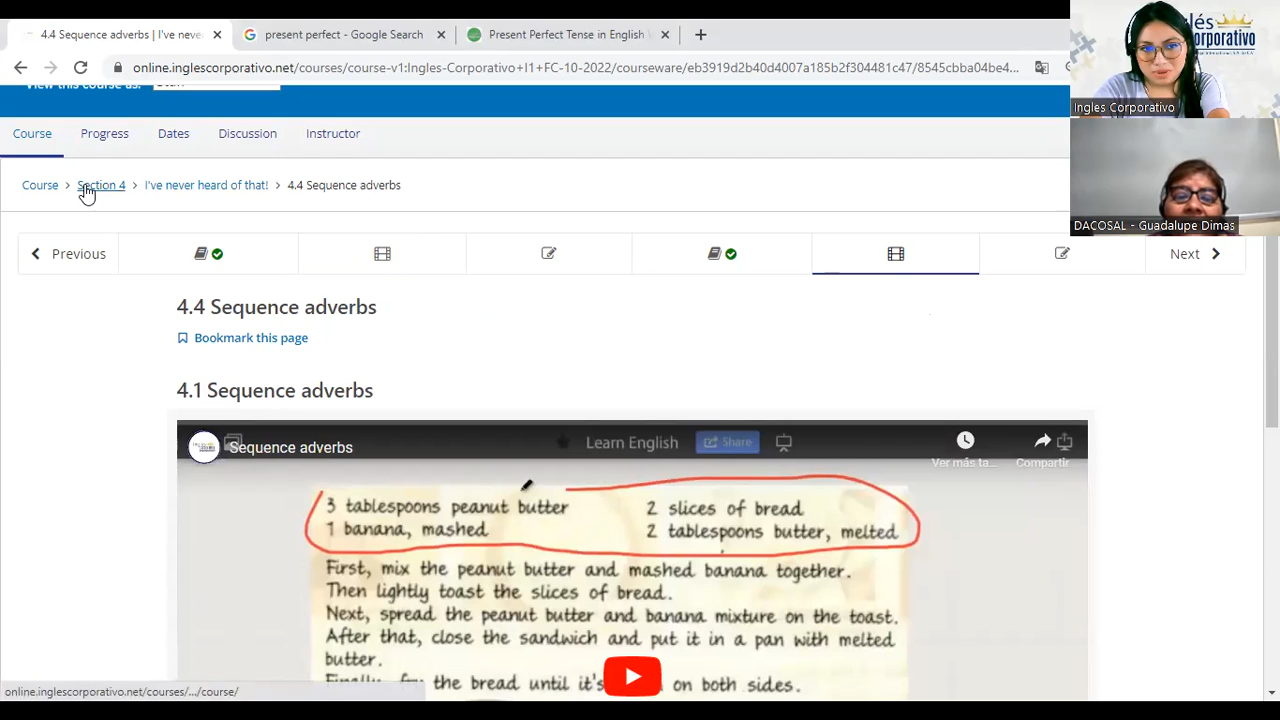 4.4 Sequence adverbs | I've neve
present perfect - Google Search
Present Perfect Tense in English
online.inglescorporativo.net/courses/course-v1:Ingles-Corporativo+I1-FC-10-2022/courseware/eb3919d2b40d4007a185b2f304481c47/8545cbba04be4...
View this course as: Staff
Course Progress Dates Discussion Instructor
Course > Section 4 > I've never heard of that! > 4.4 Sequence adverbs
Previous
Next
4.4 Sequence adverbs
Bookmark this page
4.1 Sequence adverbs
Sequence adverbs
Learn English
Share
Ver más ta...
Compartir
3 tablespoons peanut butter 2 slices of bread
1 banana, mashed 2 tablespoons butter, melted
First, mix the peanut butter and mashed banana together.
Then lightly toast the slices of bread.
Next, spread the peanut butter and banana mixture on the toast.
After that, close the sandwich and put it in a pan with melted
butter.
the bread until it's on both sides.
online.inglescorporativo.net/courses/.../course/
Ingles Corporativo
DACOSAL - Guadalupe Dimas